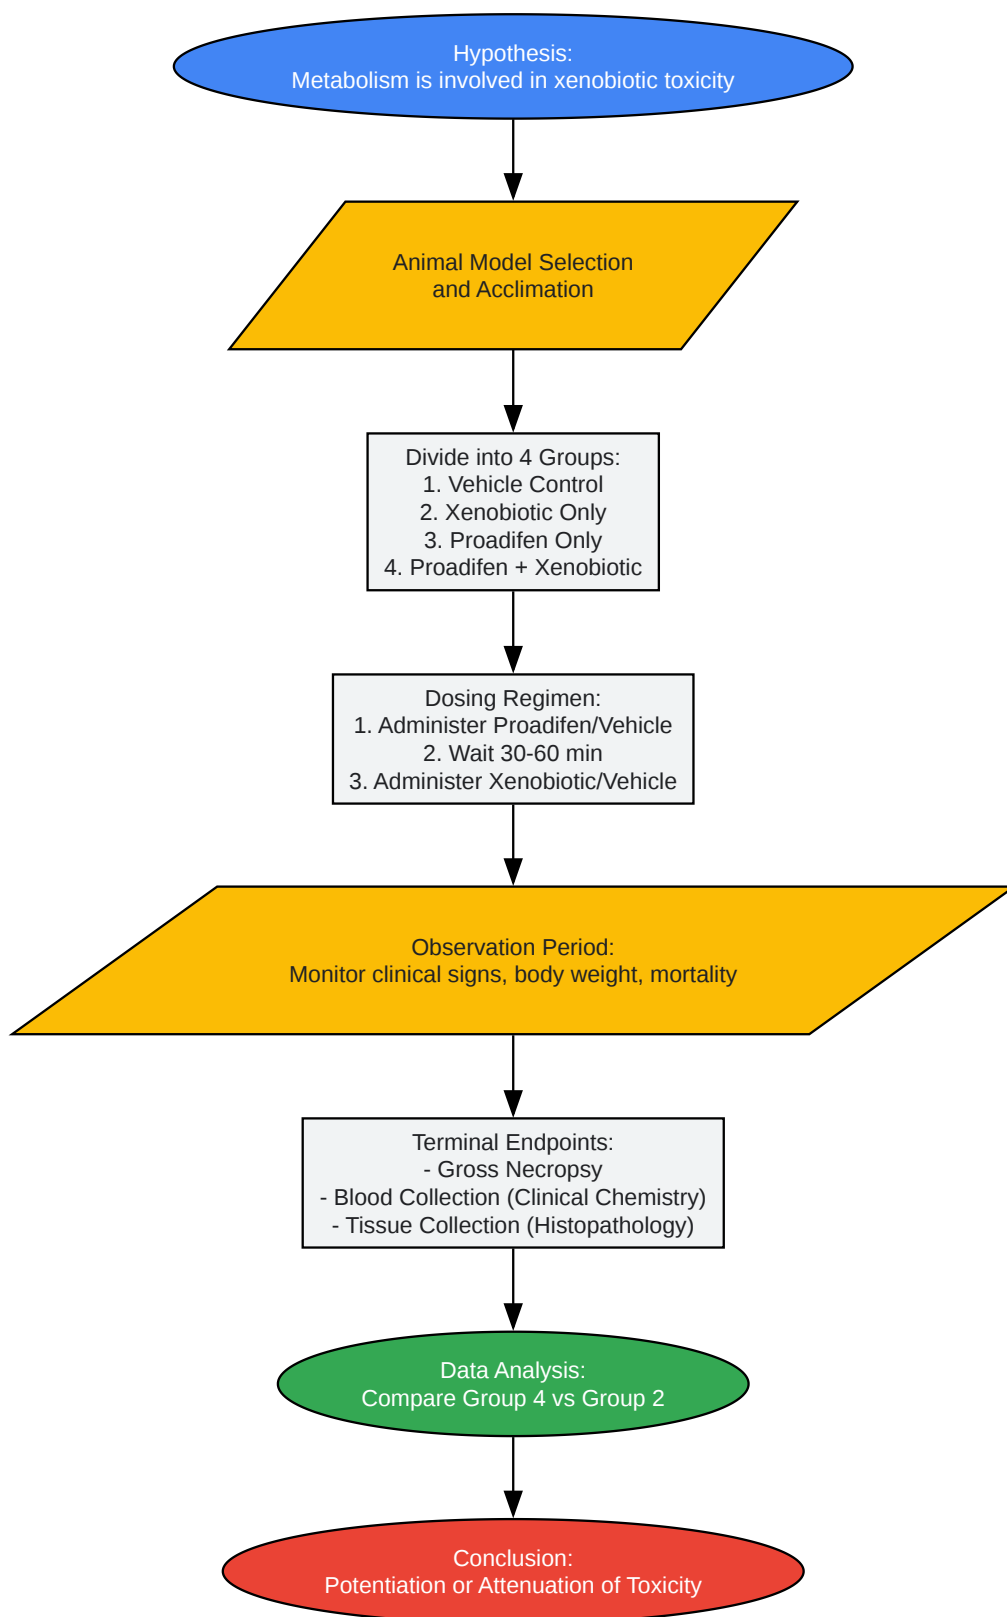 Hypothesis:
Metabolism is involved in xenobiotic toxicity
Animal Model Selection
and Acclimation
Divide into 4 Groups:
1. Vehicle Control
2. Xenobiotic Only
3. Proadifen Only
4. Proadifen + Xenobiotic
Dosing Regimen:
1. Administer Proadifen/Vehicle
2. Wait 30-60 min
3. Administer Xenobiotic/Vehicle
Observation Period:
Monitor clinical signs, body weight, mortality
Terminal Endpoints:
- Gross Necropsy
- Blood Collection (Clinical Chemistry)
- Tissue Collection (Histopathology)
Data Analysis:
Compare Group 4 vs Group 2
Conclusion:
Potentiation or Attenuation of Toxicity